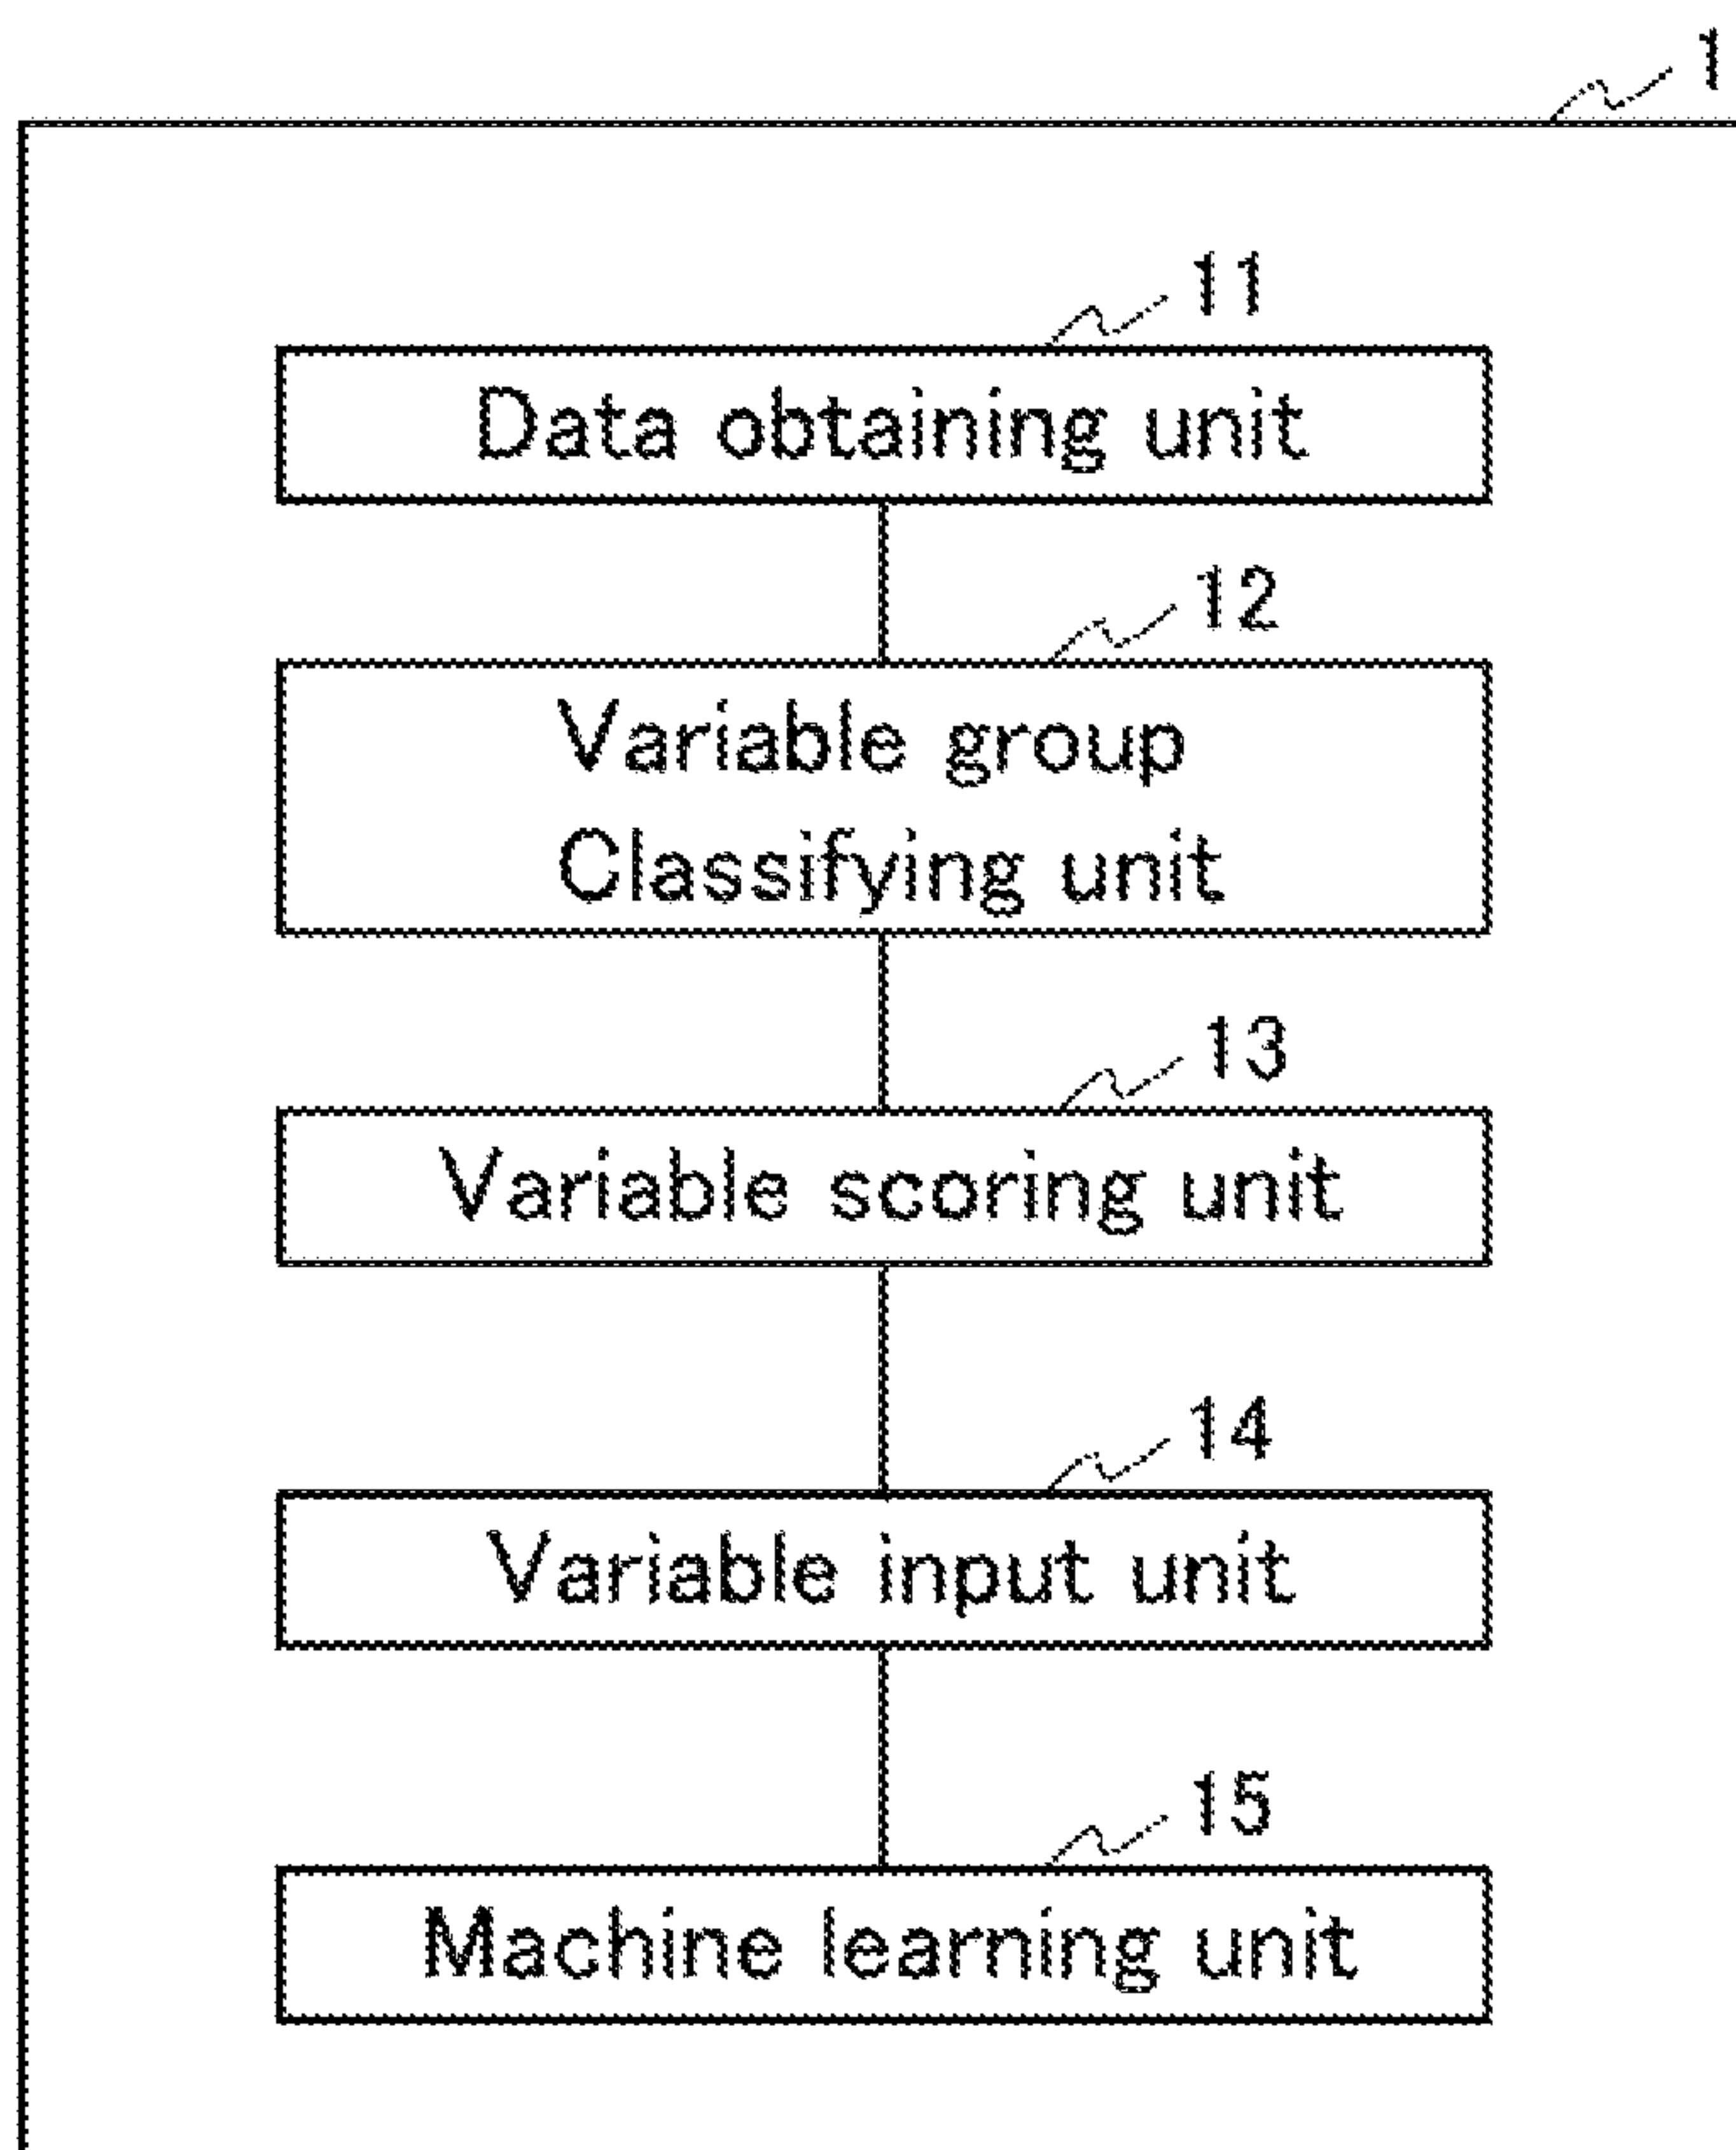 1
11
Data obtaining unit
12
Variable group
Classifying unit
13
Variable scoring unit
14
Variable input unit
15
Machine learning unit